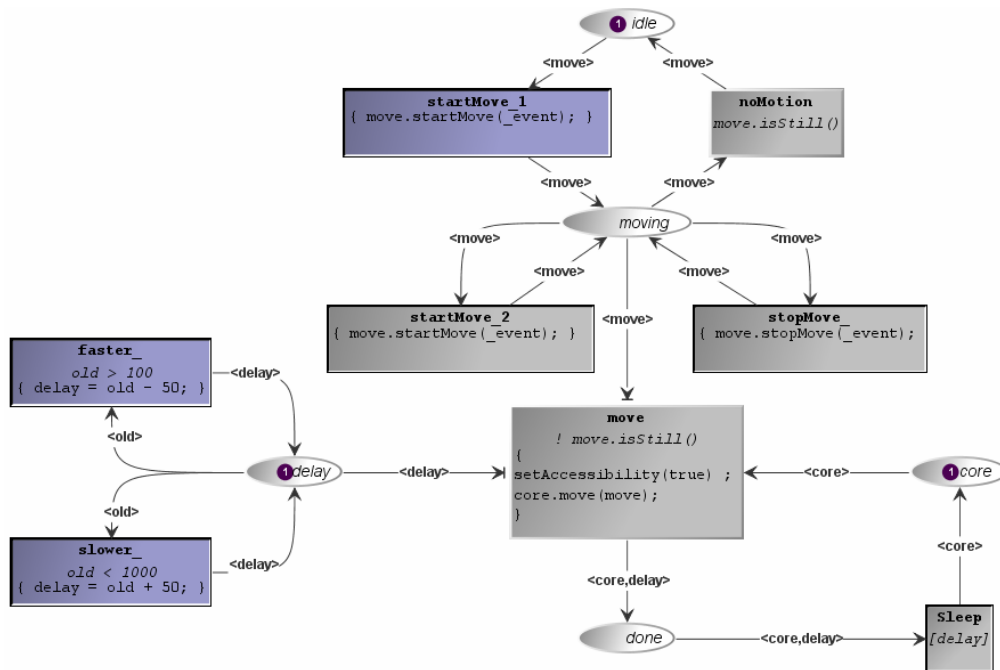 1 idle
<move>
<move>
startMove_1
{ move.startMove(_event); }
noMotion
move.isStill()
<move>
<move>
moving
<move>
<move>
<move>
<move>
<move>
startMove_2
{ move.startMove(_event); }
stopMove_
{ move.stopMove(_event);
faster_
old > 100
{ delay = old - 50; }
<delay>
<old>
1 delay
<delay>
<old>
slower_
old < 1000
{ delay = old + 50; }
<delay>
move
! move.isStill()
{
setAccessibility(true) ;
core.move(move);
}
<core>
1 core
<core>
<core,delay>
done
<core,delay>
Sleep
[delay]